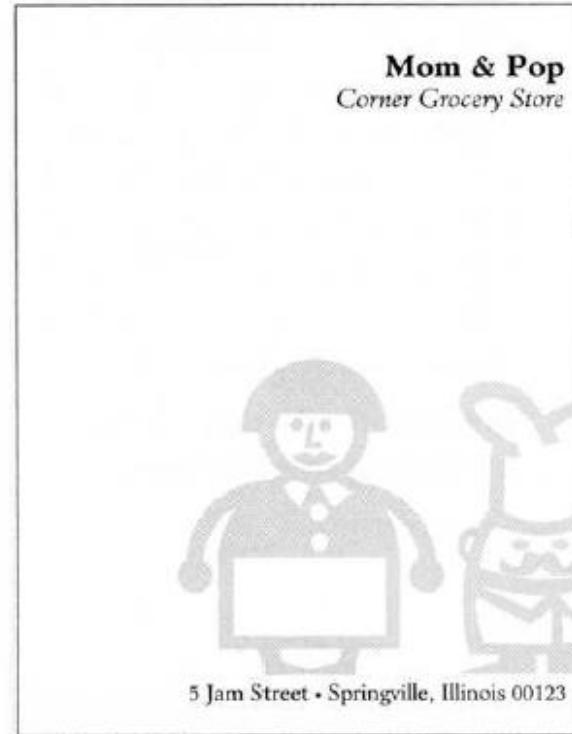 Mom & Pop
Corner Grocery Store
5 Jam Street • Springville, Illinois 00123